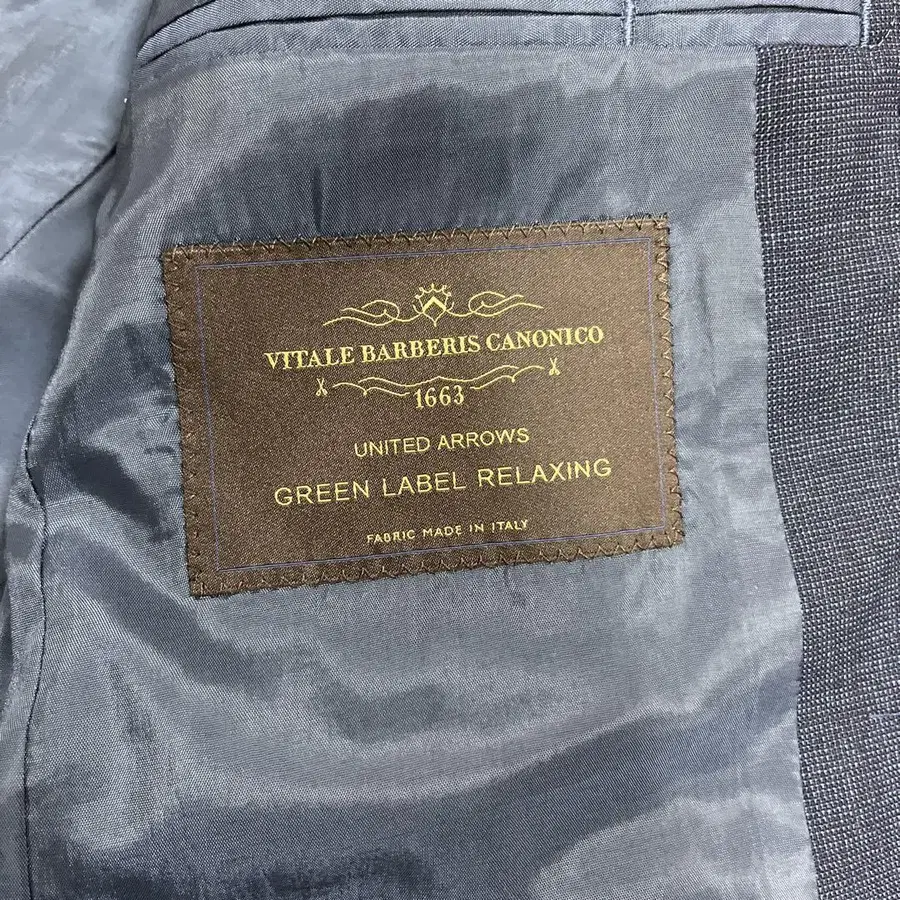 VITALE BARBERIS CANONICO
1663
UNITED ARROWS
GREEN LABEL RELAXING
FABRIC MADE IN ITALY